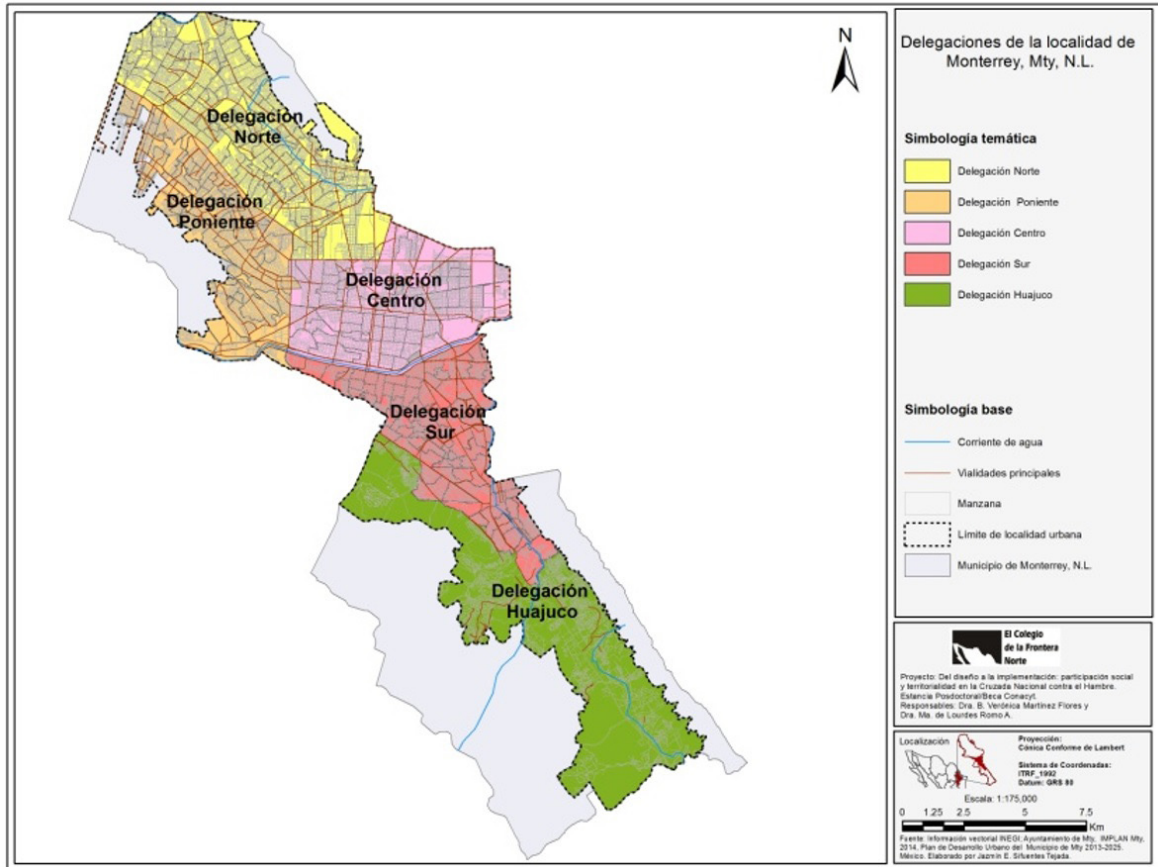 N
Delegación
Norte
Delegación
Poniente
Delegación
Centro
Delegación
Sur
Delegación
Huajuco
Delegaciones de la localidad de
Monterrey, Mty, N.L.
Simbología temática
Delegación Norte
Delegación Poniente
Delegación Centro
Delegación Sur
Delegación Huajuco
Simbología base
Corriente de agua
Vialidades principales
Manzana
Límite de localidad urbana
Municipio de Monterrey, N.L.
El Colegio
de la Frontera
Norte
Proyecto: Del diseño a la implementación: participación social
y territorialidad en la Cruzada Nacional contra el Hambre.
Estancia Posdoctoral/Beca Conacyt.
Responsables: Dra. B. Verónica Martínez Flores y
Dra. Ma. de Lourdes Romo A.
Localización
Proyección:
Cónica Conforme de Lambert
Sistema de Coordenadas:
ITRF_1992
Datum: GRS 80
Escala: 1:175,000
0 1.25 2.5 5 7.5
Km
Fuente: Información vectorial INEGI; Ayuntamiento de Mty, IMPLAN Mty,
2014, Plan de Desarrollo Urbano del Municipio de Mty 2013-2025.
México. Elaborado por Jazmín E. Sifuentes Tejada.